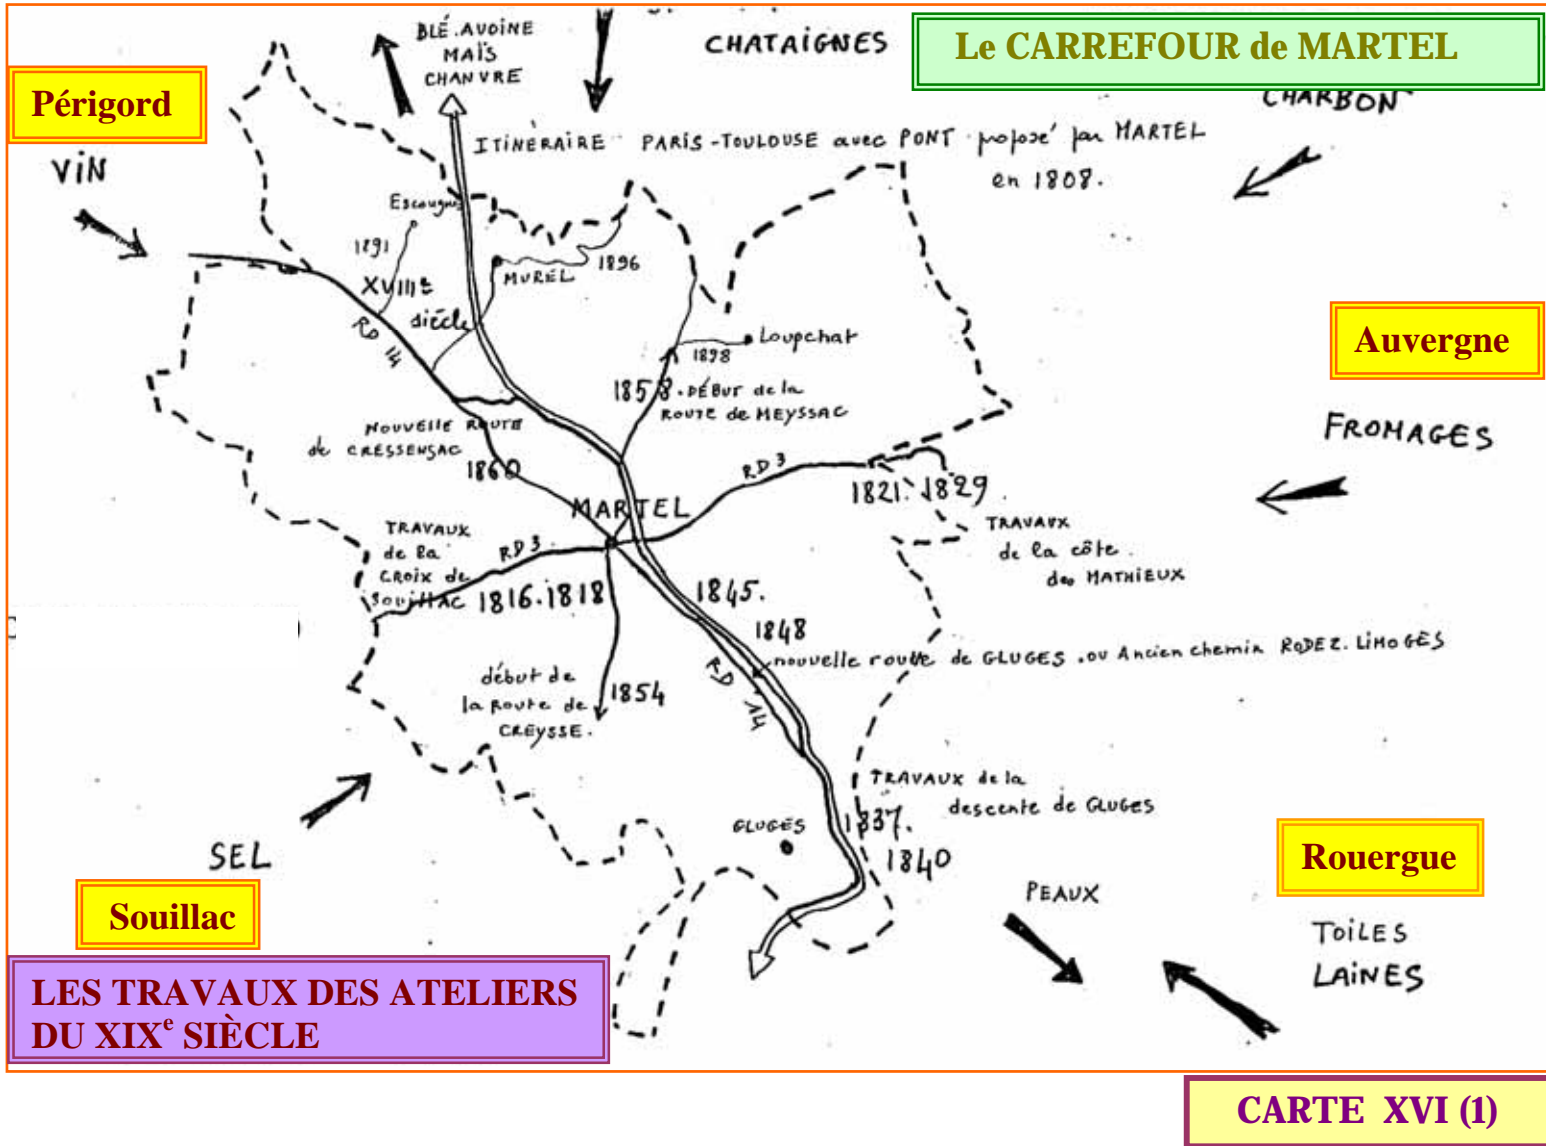 BLÉ.AVOINE
MAÏS
CHANVRE
CHATAIGNES
Le CARREFOUR de MARTEL
Périgord
CHARBON
VIN
ITINÉRAIRE PARIS-TOULOUSE avec PONT proposé par MARTEL
en 1808.
Escougnes
1891
MUREL
1896
XVIIIe
siècle
RD 14
Loupchat
1898
Auvergne
1858. DÉBUT de la
ROUTE de MEYSSAC
NOUVELLE ROUTE
de CRESSENSAC
1860
FROMAGES
RD 3
1821. 1829.
MARTEL
TRAVAUX
de la côte
des MATHIEUX
TRAVAUX
de la
CROIX de
SOUILLAC
RD 3
1816.1818
1845.
1848
nouvelle route de GLUGES .ou Ancien chemin RODEZ.LIMOGES
RD 14
début de
la Route de
CREYSSE.
1854
TRAVAUX de la
descente de GLUGES
GLUGES
1837.
1840
SEL
Souillac
Rouergue
PEAUX
TOILES
LAINES
LES TRAVAUX DES ATELIERS
DU XIXe SIÈCLE
CARTE XVI (1)